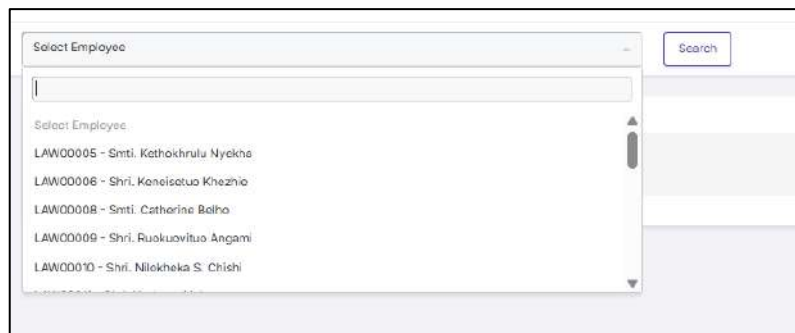 Select Employee
Search
Select Employee
LAW00005 - Smti. Kethokhrulu Nyekha
LAW00006 - Shri. Keneisetuo Khezhie
LAW00008 - Smti. Catherine Belho
LAW00009 - Shri. Ruokuovituo Angami
LAW00010 - Shri. Nilokheka S. Chishi